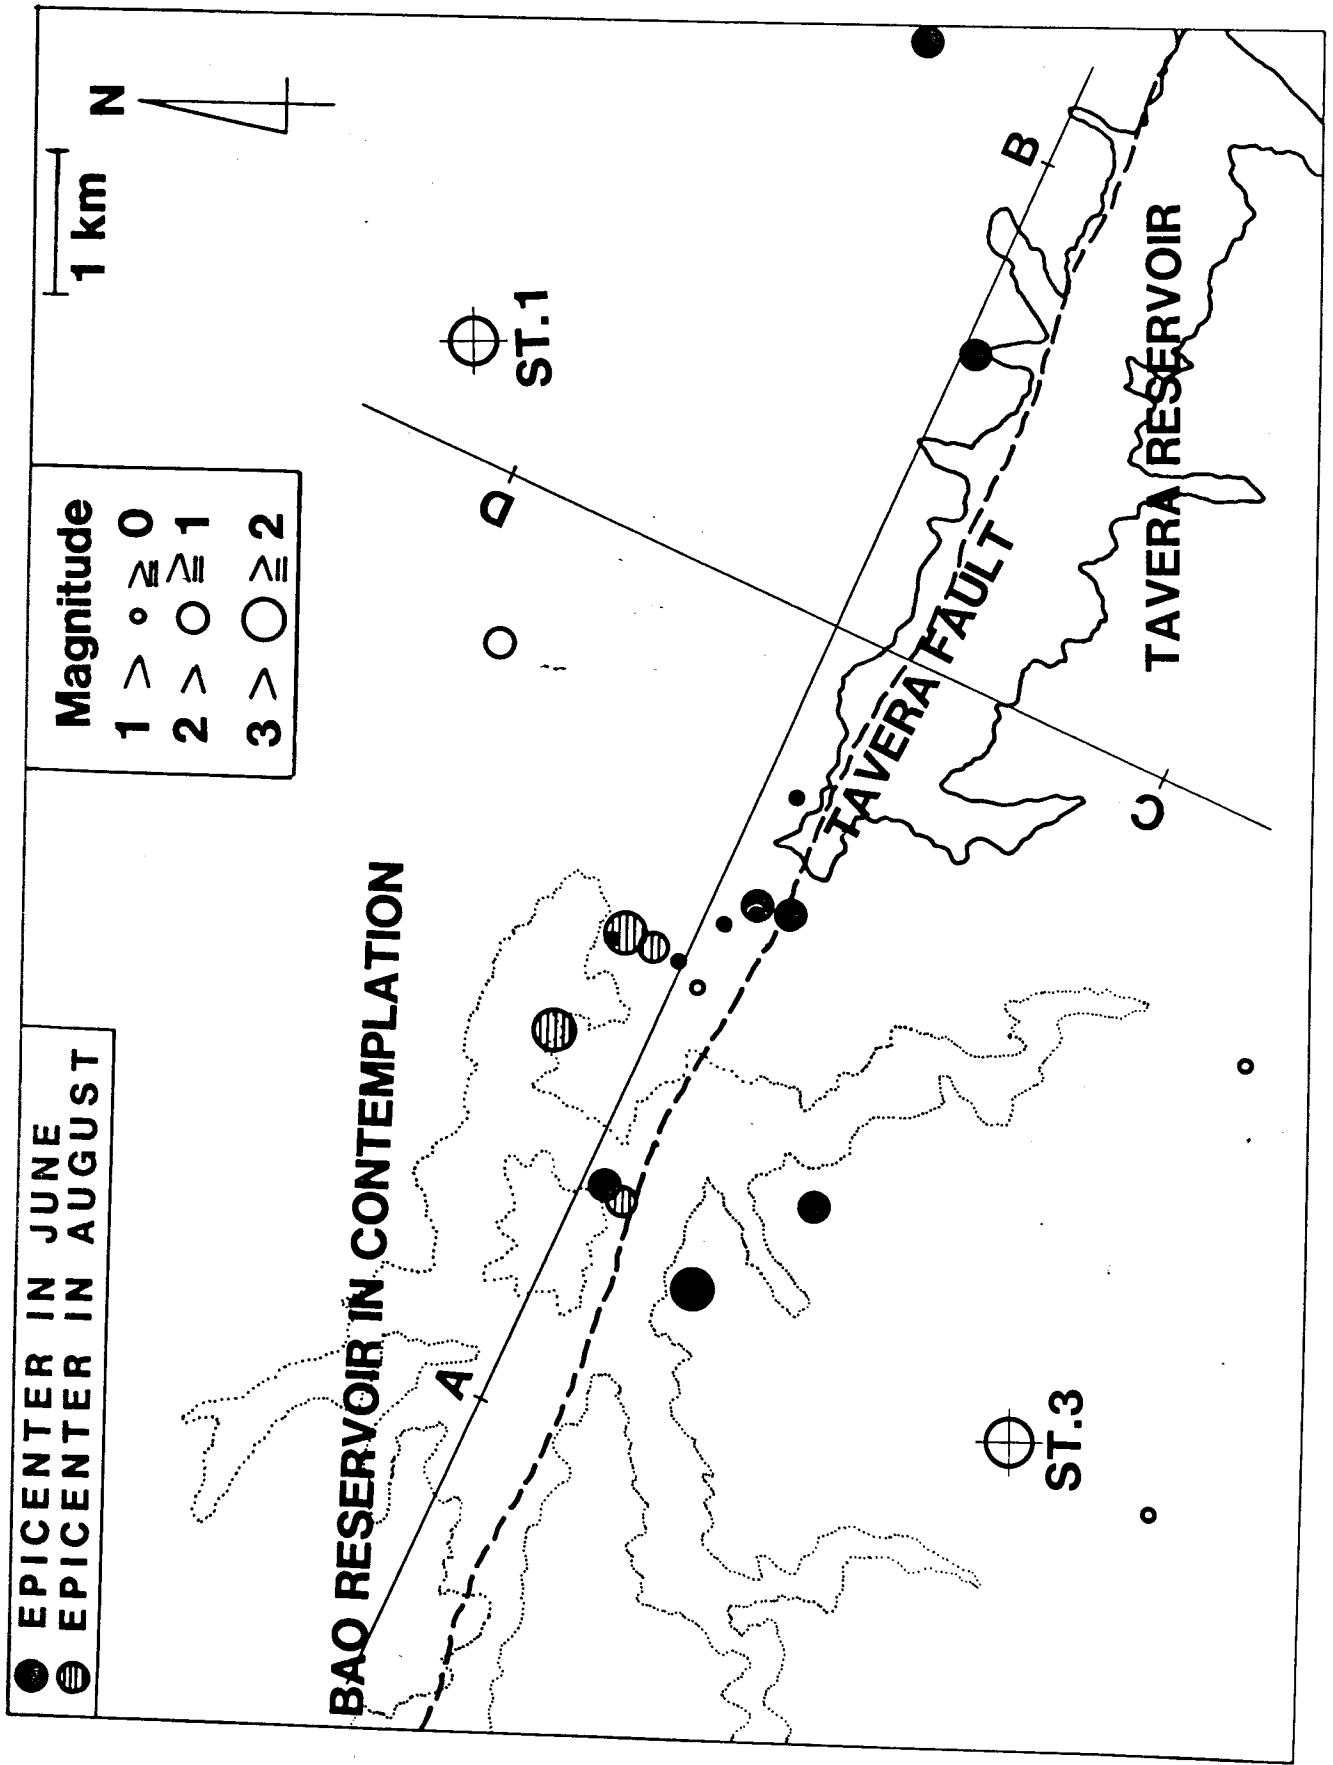 EPICENTER IN JUNE
EPICENTER IN AUGUST
Magnitude
1 > ≧ 0
2 > ≧ 1
3 > ≧ 2
1 km
N
BAO RESERVOIR IN CONTEMPLATION
A
D
ST.1
B
TAVERA FAULT
ST.3
C
TAVERA RESERVOIR